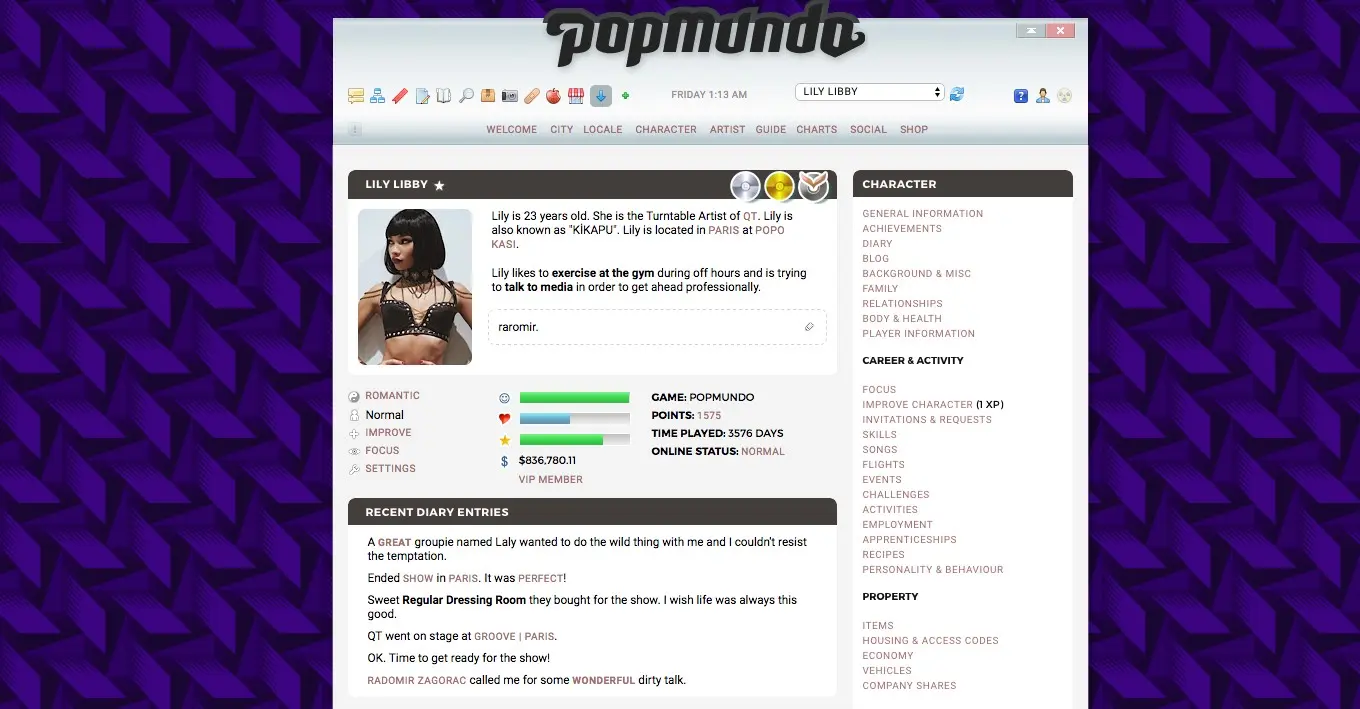 Popmundo
FRIDAY 1:13 AM
LILY LIBBY
WELCOME CITY LOCALE CHARACTER ARTIST GUIDE CHARTS SOCIAL SHOP
LILY LIBBY
Lily is 23 years old. She is the Turntable Artist of QT. Lily is
also known as "KİKAPU". Lily is located in PARIS at POPO
KASI.
Lily likes to exercise at the gym during off hours and is trying
to talk to media in order to get ahead professionally.
raromir.
ROMANTIC
Normal
IMPROVE
FOCUS
SETTINGS
$836,780.11
VIP MEMBER
GAME: POPMUNDO
POINTS: 1575
TIME PLAYED: 3576 DAYS
ONLINE STATUS: NORMAL
RECENT DIARY ENTRIES
A GREAT groupie named Laly wanted to do the wild thing with me and I couldn't resist
the temptation.
Ended SHOW in PARIS. It was PERFECT!
Sweet Regular Dressing Room they bought for the show. I wish life was always this
good.
QT went on stage at GROOVE | PARIS.
OK. Time to get ready for the show!
RADOMIR ZAGORAC called me for some WONDERFUL dirty talk.
CHARACTER
GENERAL INFORMATION
ACHIEVEMENTS
DIARY
BLOG
BACKGROUND & MISC
FAMILY
RELATIONSHIPS
BODY & HEALTH
PLAYER INFORMATION
CAREER & ACTIVITY
FOCUS
IMPROVE CHARACTER (1 XP)
INVITATIONS & REQUESTS
SKILLS
SONGS
FLIGHTS
EVENTS
CHALLENGES
ACTIVITIES
EMPLOYMENT
APPRENTICESHIPS
RECIPES
PERSONALITY & BEHAVIOUR
PROPERTY
ITEMS
HOUSING & ACCESS CODES
ECONOMY
VEHICLES
COMPANY SHARES